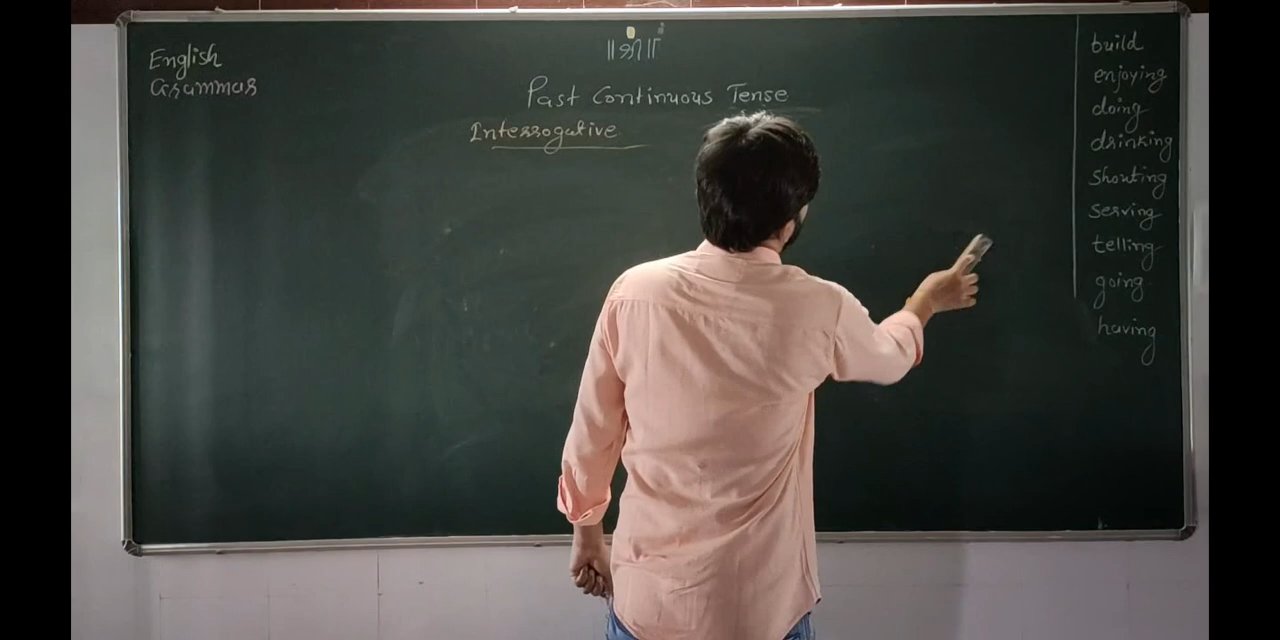 English
Grammar
॥श्री॥
Past Continuous Tense
Interrogative
build
enjoying
doing
drinking
shouting
serving
telling
going
having